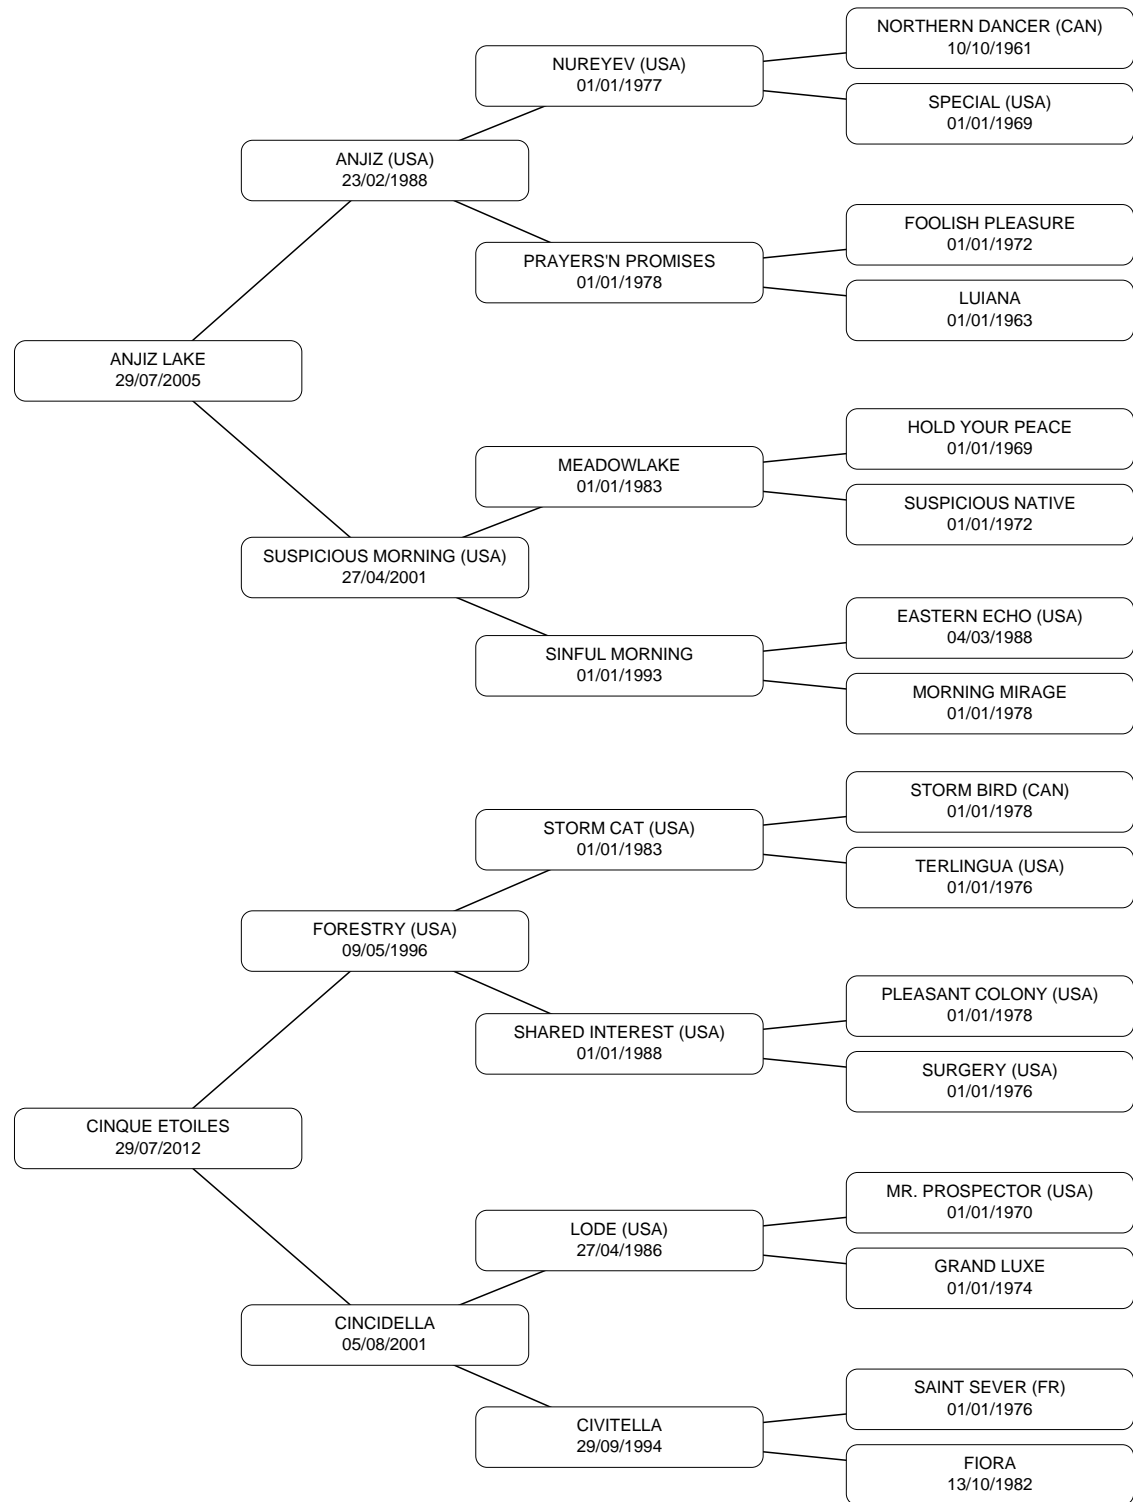 NORTHERN DANCER (CAN)
10/10/1961
NUREYEV (USA)
01/01/1977
SPECIAL (USA)
01/01/1969
ANJIZ (USA)
23/02/1988
FOOLISH PLEASURE
01/01/1972
PRAYERS'N PROMISES
01/01/1978
LUIANA
01/01/1963
ANJIZ LAKE
29/07/2005
HOLD YOUR PEACE
01/01/1969
MEADOWLAKE
01/01/1983
SUSPICIOUS NATIVE
01/01/1972
SUSPICIOUS MORNING (USA)
27/04/2001
EASTERN ECHO (USA)
04/03/1988
SINFUL MORNING
01/01/1993
MORNING MIRAGE
01/01/1978
STORM BIRD (CAN)
01/01/1978
STORM CAT (USA)
01/01/1983
TERLINGUA (USA)
01/01/1976
FORESTRY (USA)
09/05/1996
PLEASANT COLONY (USA)
01/01/1978
SHARED INTEREST (USA)
01/01/1988
SURGERY (USA)
01/01/1976
CINQUE ETOILES
29/07/2012
MR. PROSPECTOR (USA)
01/01/1970
LODE (USA)
27/04/1986
GRAND LUXE
01/01/1974
CINCIDELLA
05/08/2001
SAINT SEVER (FR)
01/01/1976
CIVITELLA
29/09/1994
FIORA
13/10/1982